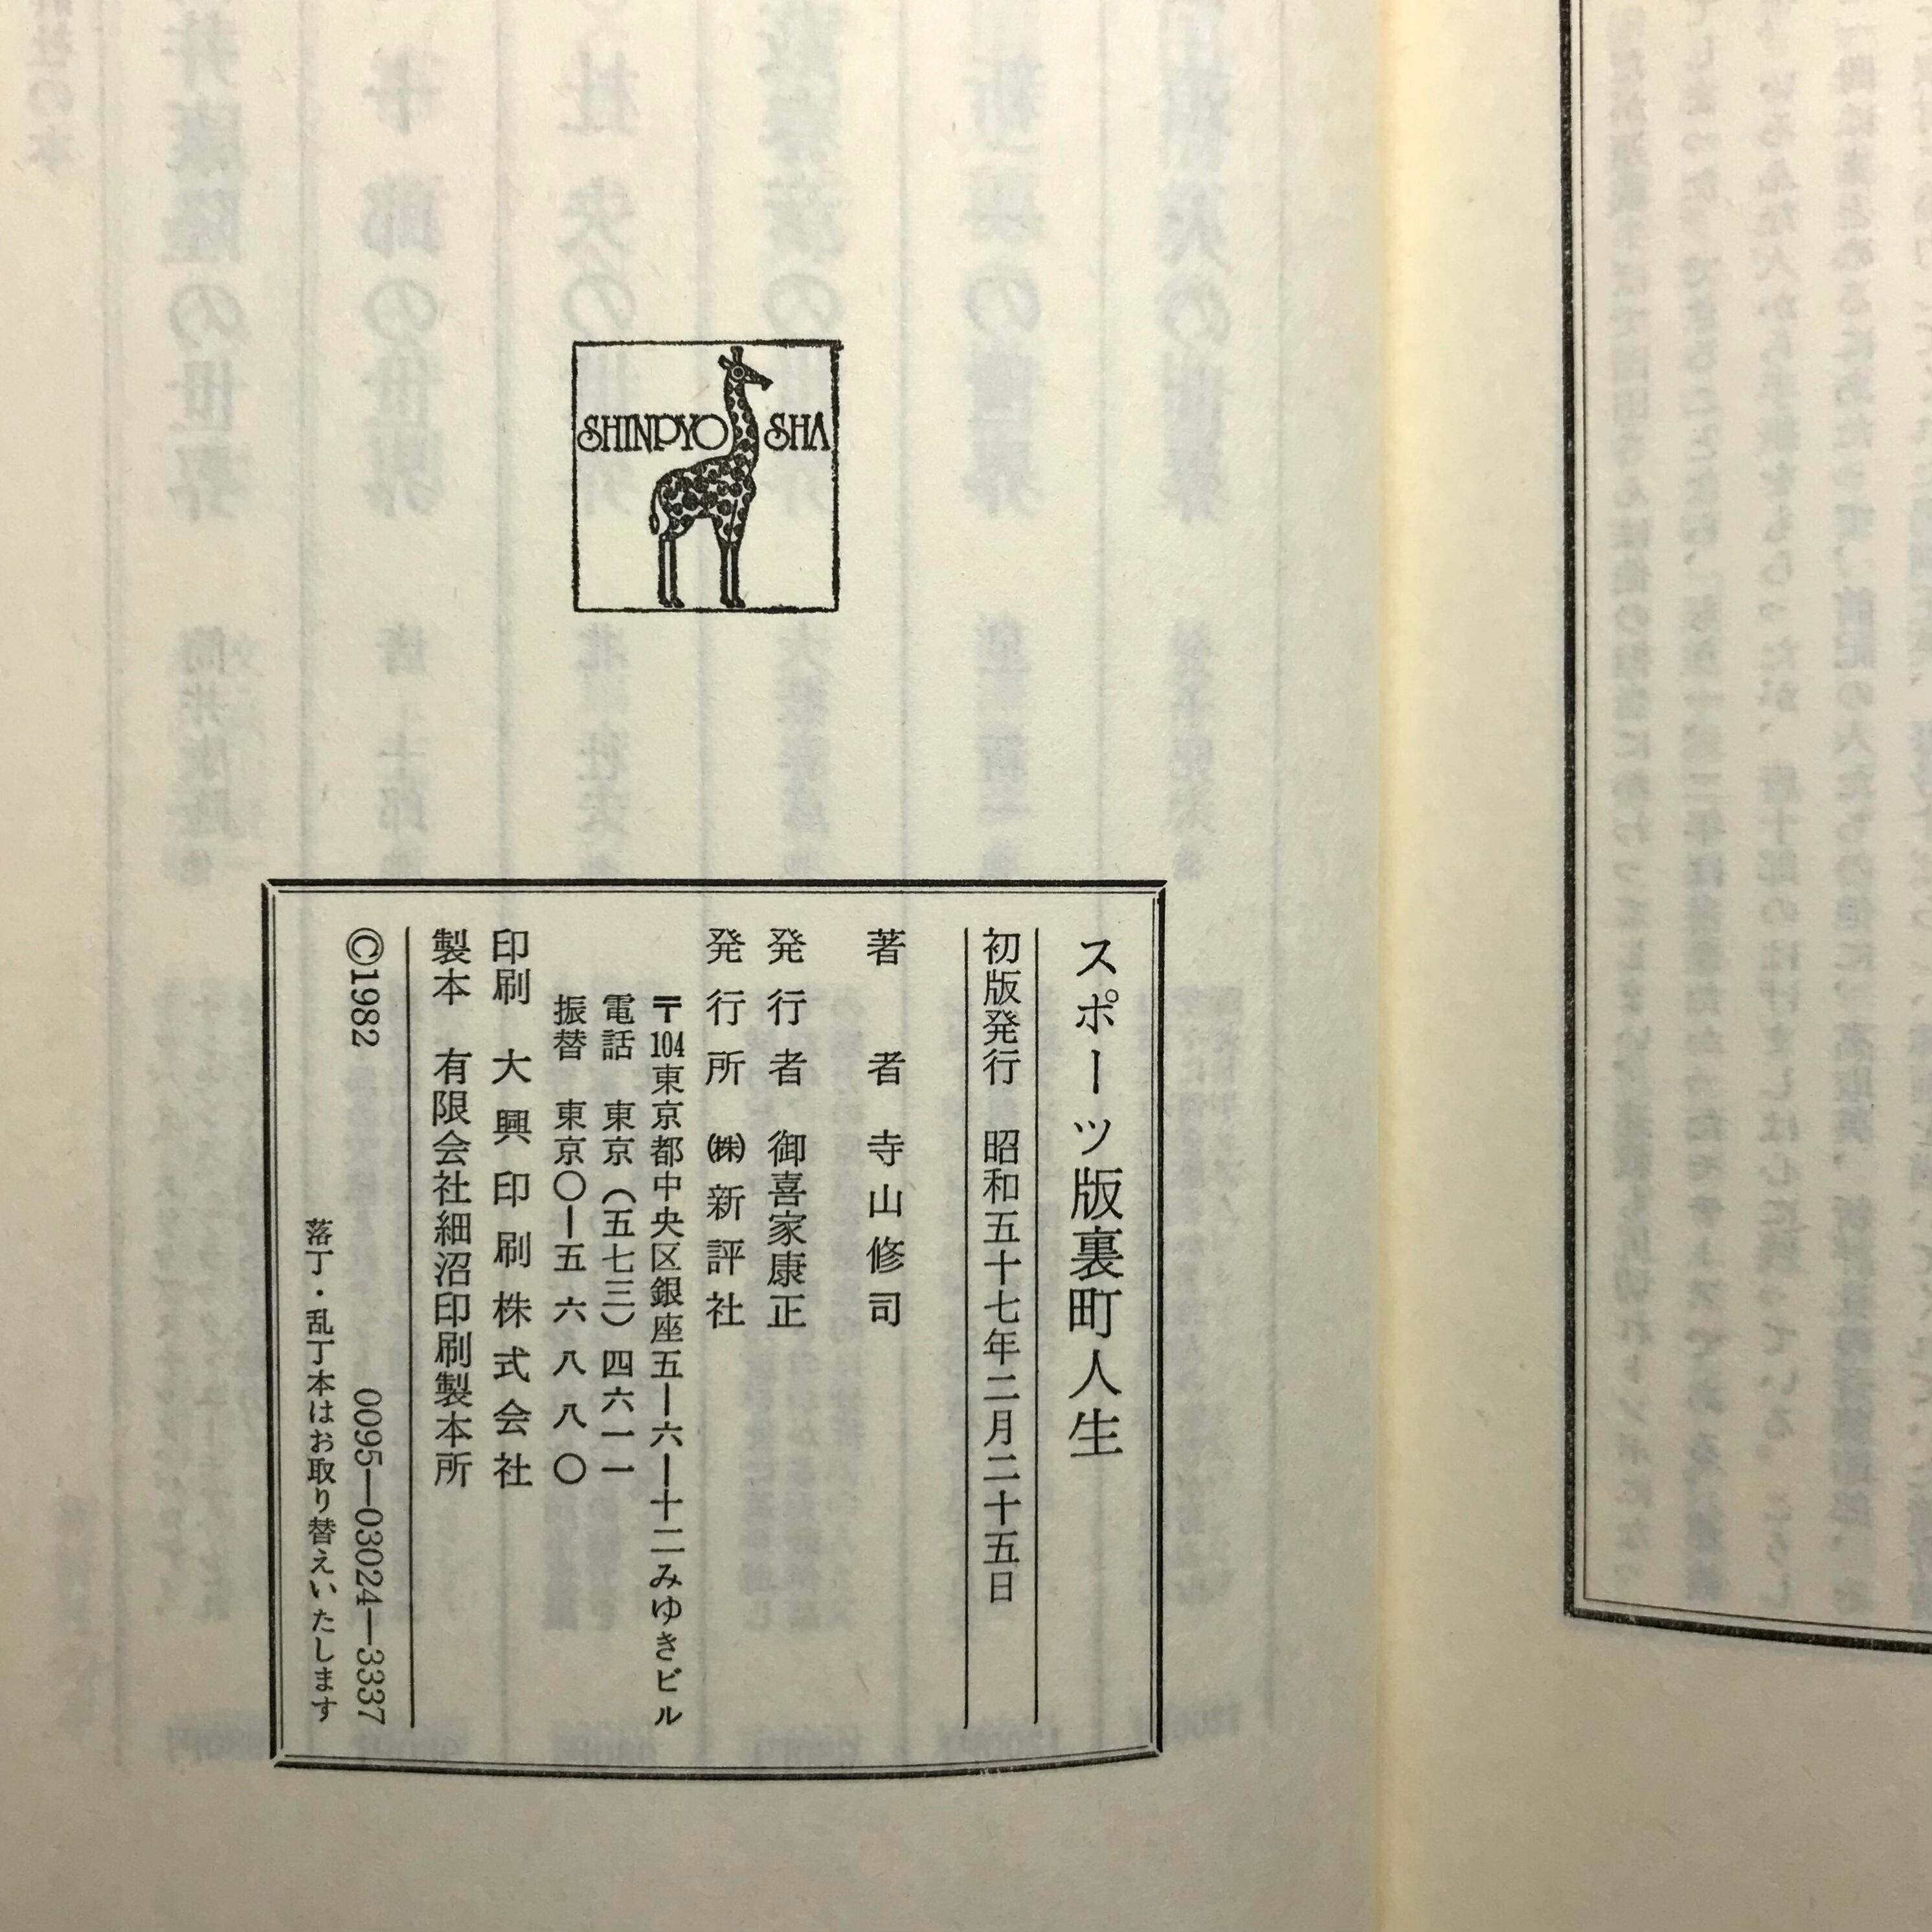 SHINPYO SHA
スポーツ版裏町人生
初版発行 昭和五十七年二月二十五日
著者 寺山修司
発行者 御喜家康正
発行所 ㈱新評社
〒104東京都中央区銀座五―六―十二みゆきビル
電話 東京(五七三)四六一一
振替 東京〇―五六八八〇
印刷 大興印刷株式会社
製本 有限会社細沼印刷製本所
©1982 0095―03024―3337
落丁・乱丁本はお取り替えいたします